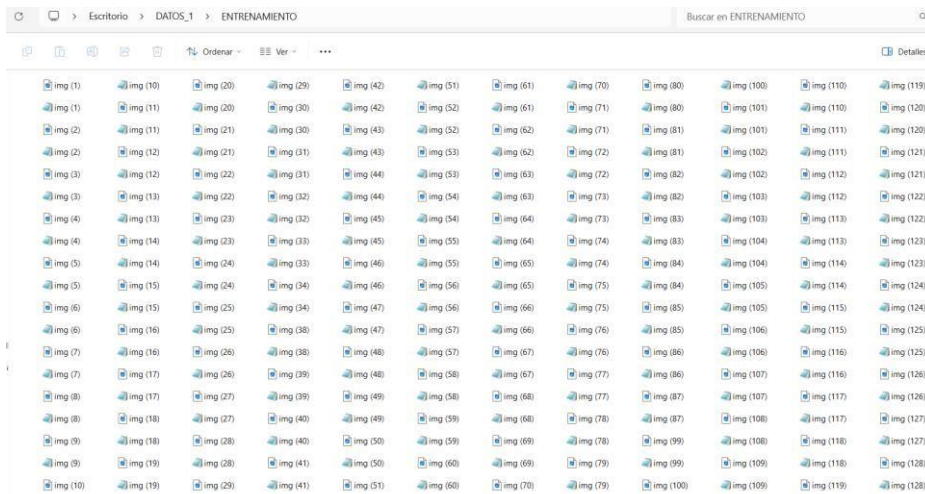 Escritorio > DATOS_1 > ENTRENAMIENTO Buscar en ENTRENAMIENTO
Ordenar Ver ... Detalles
img (1) img (10) img (20) img (29) img (42) img (51) img (61) img (70) img (80) img (100) img (110) img (119)
img (1) img (11) img (20) img (30) img (42) img (52) img (61) img (71) img (80) img (101) img (110) img (120)
img (2) img (11) img (21) img (30) img (43) img (52) img (62) img (71) img (81) img (101) img (111) img (120)
img (2) img (12) img (21) img (31) img (43) img (53) img (62) img (72) img (81) img (102) img (111) img (121)
img (3) img (12) img (22) img (31) img (44) img (53) img (63) img (72) img (82) img (102) img (112) img (121)
img (3) img (13) img (22) img (32) img (44) img (54) img (63) img (73) img (82) img (103) img (112) img (122)
img (4) img (13) img (23) img (32) img (45) img (54) img (64) img (73) img (83) img (103) img (113) img (122)
img (4) img (14) img (23) img (33) img (45) img (55) img (64) img (74) img (83) img (104) img (113) img (123)
img (5) img (14) img (24) img (33) img (46) img (55) img (65) img (74) img (84) img (104) img (114) img (123)
img (5) img (15) img (24) img (34) img (46) img (56) img (65) img (75) img (84) img (105) img (114) img (124)
img (6) img (15) img (25) img (34) img (47) img (56) img (66) img (75) img (85) img (105) img (115) img (124)
img (6) img (16) img (25) img (38) img (47) img (57) img (66) img (76) img (85) img (106) img (115) img (125)
img (7) img (16) img (26) img (38) img (48) img (57) img (67) img (76) img (86) img (106) img (116) img (125)
img (7) img (17) img (26) img (39) img (48) img (58) img (67) img (77) img (86) img (107) img (116) img (126)
img (8) img (17) img (27) img (39) img (49) img (58) img (68) img (77) img (87) img (107) img (117) img (126)
img (8) img (18) img (27) img (40) img (49) img (59) img (68) img (78) img (87) img (108) img (117) img (127)
img (9) img (18) img (28) img (40) img (50) img (59) img (69) img (78) img (99) img (108) img (118) img (127)
img (9) img (19) img (28) img (41) img (50) img (60) img (69) img (79) img (99) img (109) img (118) img (128)
img (10) img (19) img (29) img (41) img (51) img (60) img (70) img (79) img (100) img (109) img (119) img (128)